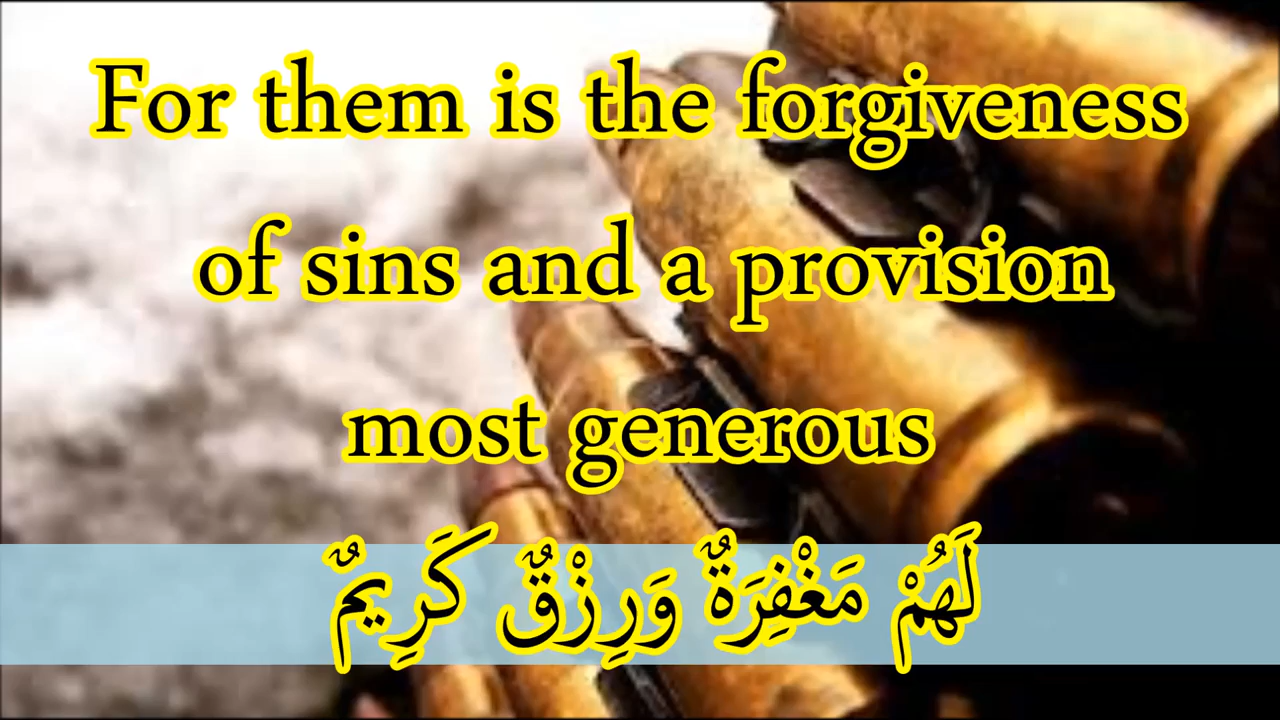 For them is the forgiveness
of sins and a provision
most generous
لَهُمْ مَغْفِرَةٌ وَرِزْقٌ كَرِيمٌ